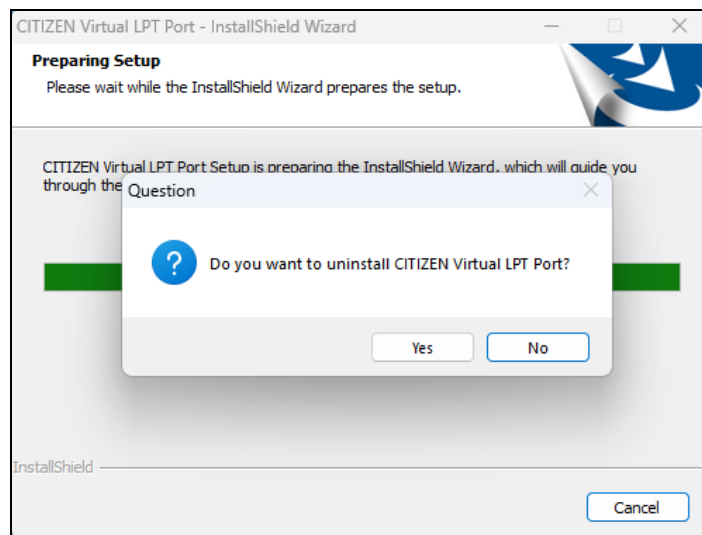 CITIZEN Virtual LPT Port - InstallShield Wizard
Preparing Setup
Please wait while the InstallShield Wizard prepares the setup.
CITIZEN Virtual LPT Port Setup is preparing the InstallShield Wizard, which will guide you
through the
Question
?
Do you want to uninstall CITIZEN Virtual LPT Port?
Yes
No
InstallShield
Cancel